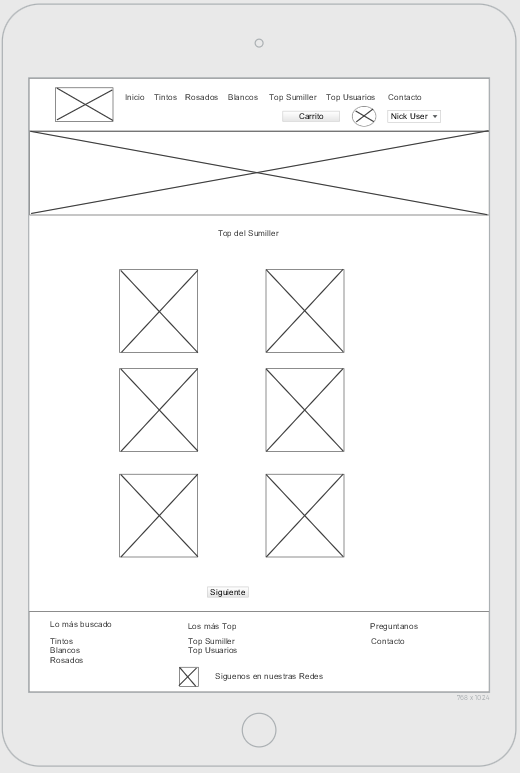 Inicio Tintos Rosados Blancos Top Sumiller Top Usuarios Contacto
Carrito Nick User
Top del Sumiller
Siguiente
Lo más buscado Los más Top Preguntanos
Tintos Top Sumiller Contacto
Blancos Top Usuarios
Rosados
Siguenos en nuestras Redes
768 x 1024